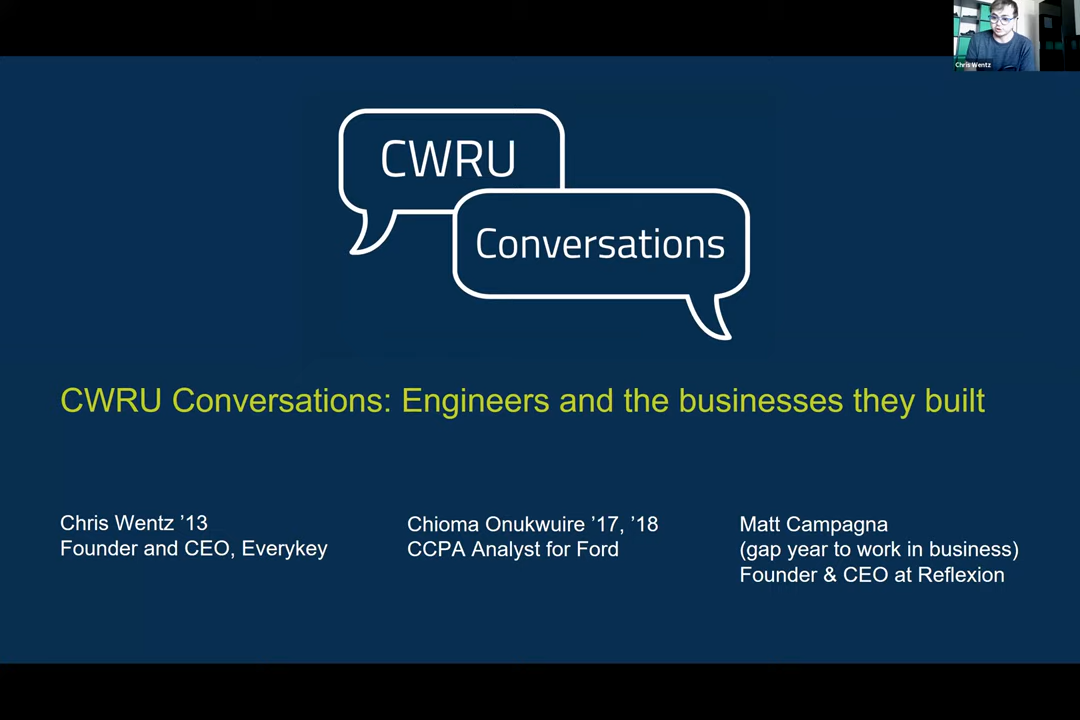 Chris Wentz
CWRU
Conversations
CWRU Conversations: Engineers and the businesses they built
Chris Wentz ’13
Founder and CEO, Everykey
Chioma Onukwuire ’17, ’18
CCPA Analyst for Ford
Matt Campagna
(gap year to work in business)
Founder & CEO at Reflexion